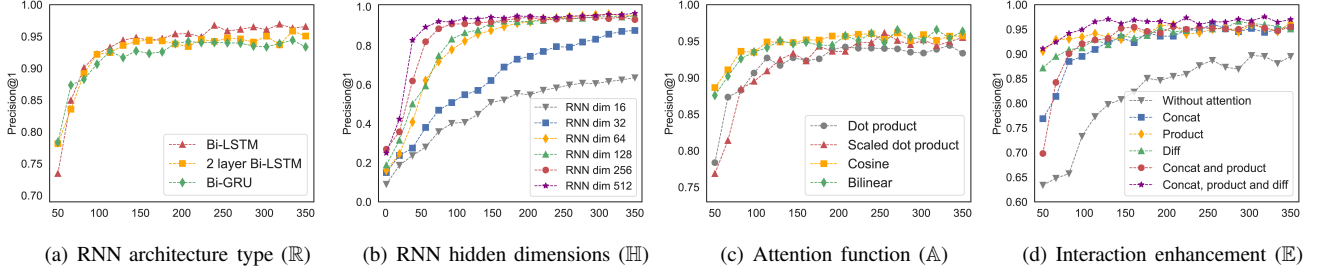 Precision@1
1.00
0.95
0.90
0.85
0.80
0.75
0.70
50 100 150 200 250 300 350
Bi-LSTM
2 layer Bi-LSTM
Bi-GRU
(a) RNN architecture type (ℝ)
Precision@1
1.0
0.8
0.6
0.4
0.2
0.0
0 50 100 150 200 250 300 350
RNN dim 16
RNN dim 32
RNN dim 64
RNN dim 128
RNN dim 256
RNN dim 512
(b) RNN hidden dimensions (ℍ)
Precision@1
1.00
0.95
0.90
0.85
0.80
0.75
50 100 150 200 250 300 350
Dot product
Scaled dot product
Cosine
Bilinear
(c) Attention function (𝔸)
Precision@1
1.00
0.95
0.90
0.85
0.80
0.75
0.70
0.65
0.60
50 100 150 200 250 300 350
Without attention
Concat
Product
Diff
Concat and product
Concat, product and diff
(d) Interaction enhancement (𝔼)